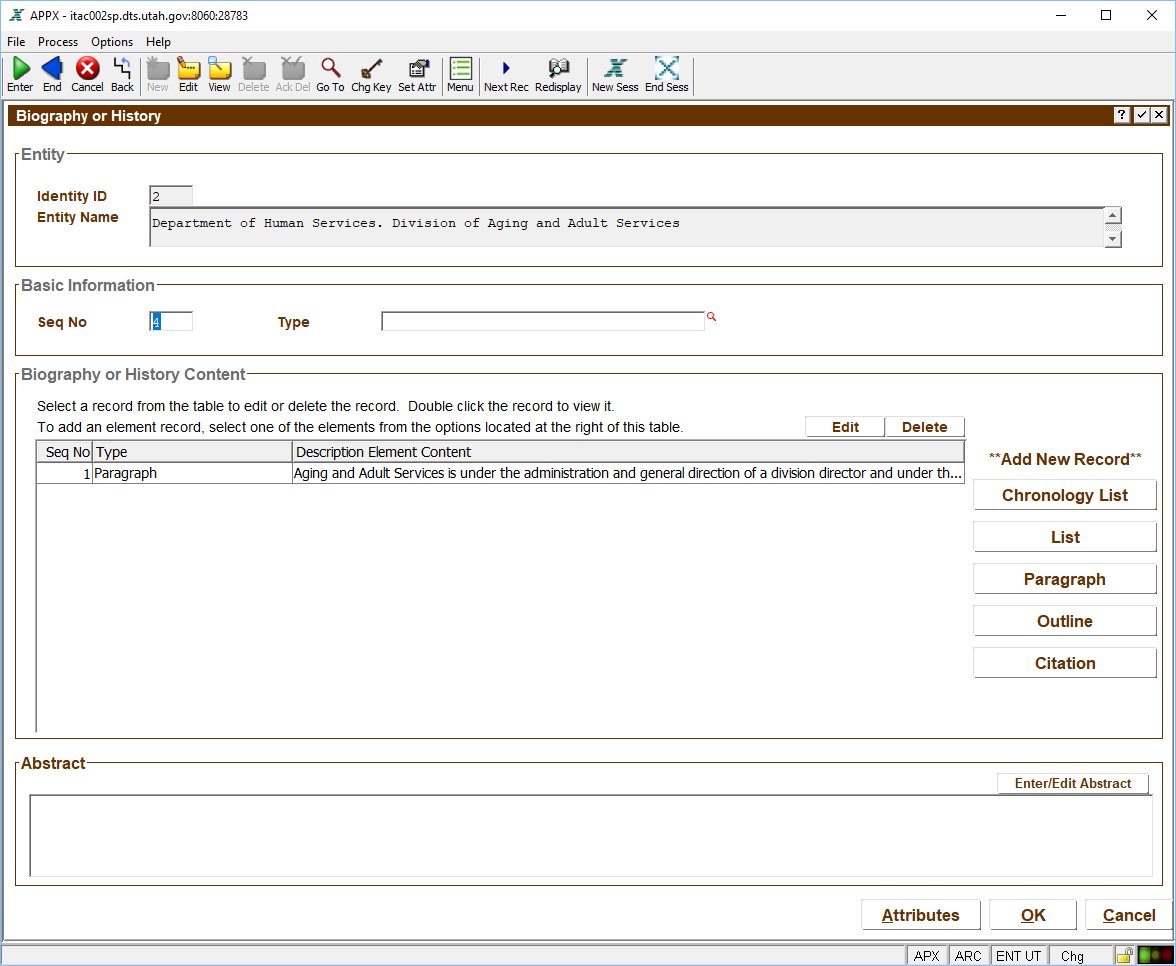 APPX - itac002sp.dts.utah.gov:8060:28783
File Process Options Help
Enter End Cancel Back New Edit View Delete Ack Del Go To Chg Key Set Attr Menu Next Rec Redisplay New Sess End Sess
Biography or History ?
Entity
Identity ID 2
Entity Name Department of Human Services. Division of Aging and Adult Services
Basic Information
Seq No 4 Type
Biography or History Content
Select a record from the table to edit or delete the record. Double click the record to view it.
To add an element record, select one of the elements from the options located at the right of this table. Edit Delete
Seq No Type Description Element Content
1 Paragraph Aging and Adult Services is under the administration and general direction of a division director and under th...
**Add New Record**
Chronology List
List
Paragraph
Outline
Citation
Abstract
Enter/Edit Abstract
Attributes OK Cancel
APX ARC ENT UT Chg